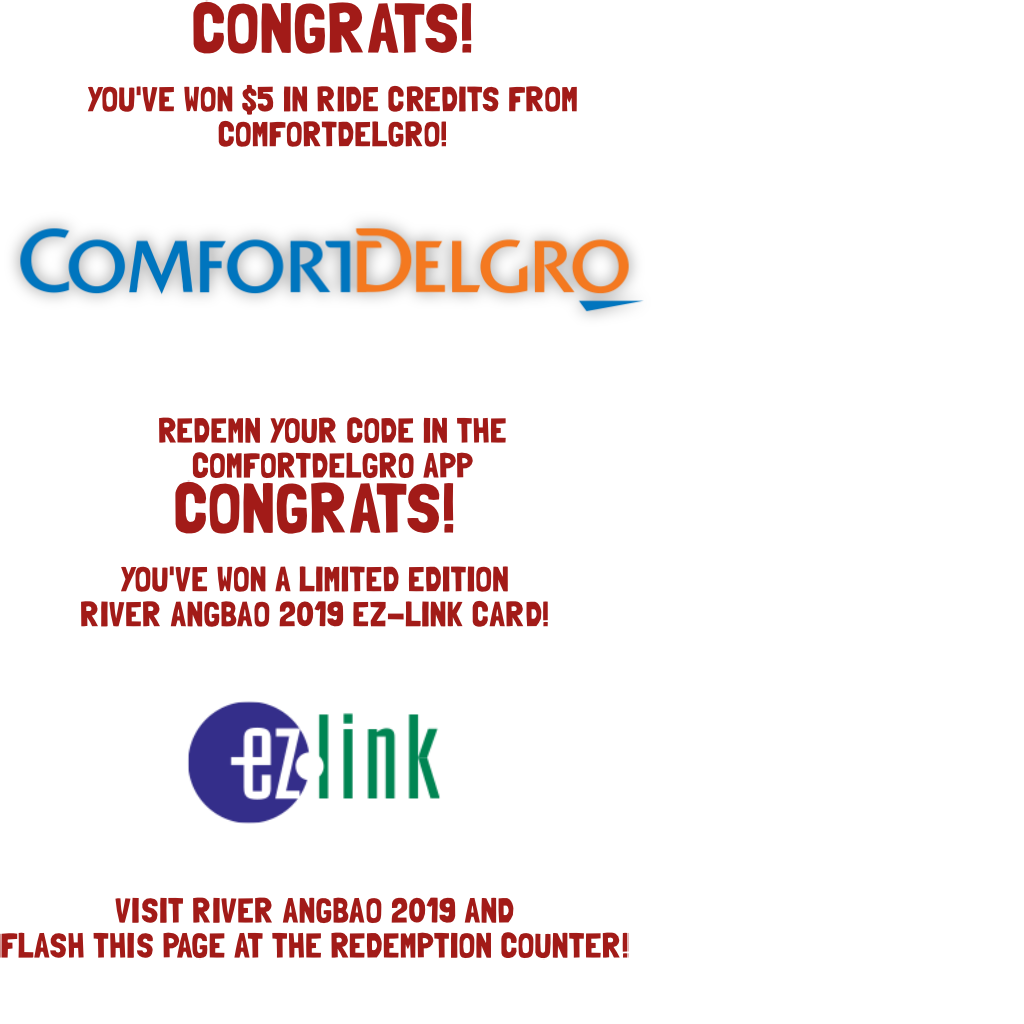 CONGRATS!
YOU'VE WON $5 IN RIDE CREDITS FROM
COMFORTDELGRO!
COMFORTDELGRO
REDEMN YOUR CODE IN THE
COMFORTDELGRO APP
CONGRATS!
YOU'VE WON A LIMITED EDITION
RIVER ANGBAO 2019 EZ-LINK CARD!
ez link
VISIT RIVER ANGBAO 2019 AND
FLASH THIS PAGE AT THE REDEMPTION COUNTER!